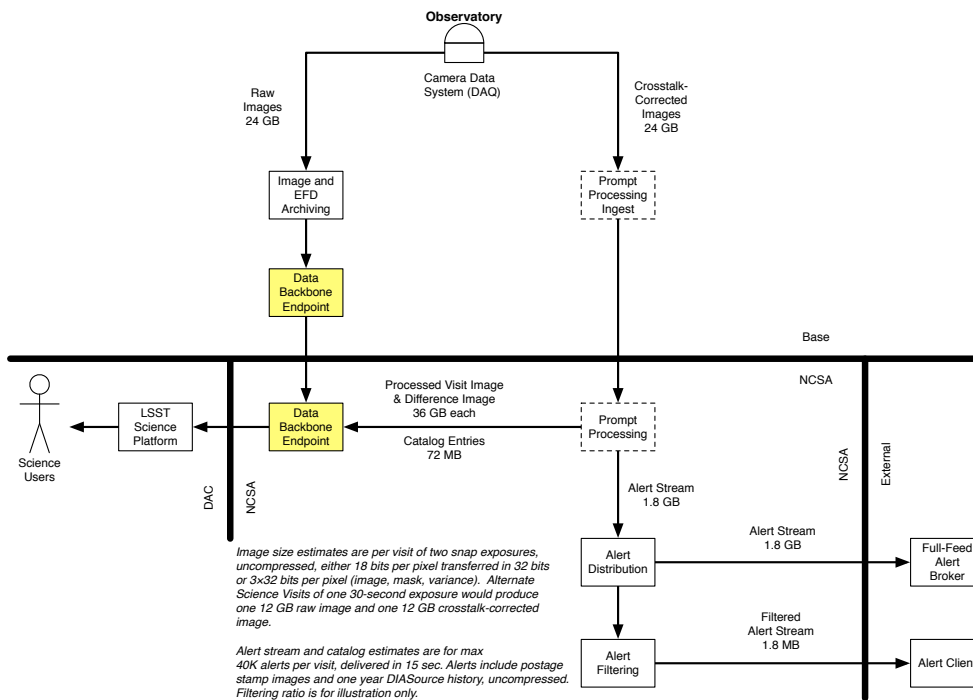 Observatory
Camera Data
System (DAQ)
Raw
Images
24 GB
Crosstalk-
Corrected
Images
24 GB
Image and
EFD
Archiving
Prompt
Processing
Ingest
Data
Backbone
Endpoint
Base
NCSA
Science
Users
LSST
Science
Platform
DAC
NCSA
Data
Backbone
Endpoint
Processed Visit Image
& Difference Image
36 GB each
Catalog Entries
72 MB
Prompt
Processing
NCSA
External
Alert Stream
1.8 GB
Alert
Distribution
Alert Stream
1.8 GB
Full-Feed
Alert
Broker
Alert
Filtering
Filtered
Alert Stream
1.8 MB
Alert Client
Image size estimates are per visit of two snap exposures,
uncompressed, either 18 bits per pixel transferred in 32 bits
or 3×32 bits per pixel (image, mask, variance). Alternate
Science Visits of one 30-second exposure would produce
one 12 GB raw image and one 12 GB crosstalk-corrected
image.
Alert stream and catalog estimates are for max
40K alerts per visit, delivered in 15 sec. Alerts include postage
stamp images and one year DIASource history, uncompressed.
Filtering ratio is for illustration only.